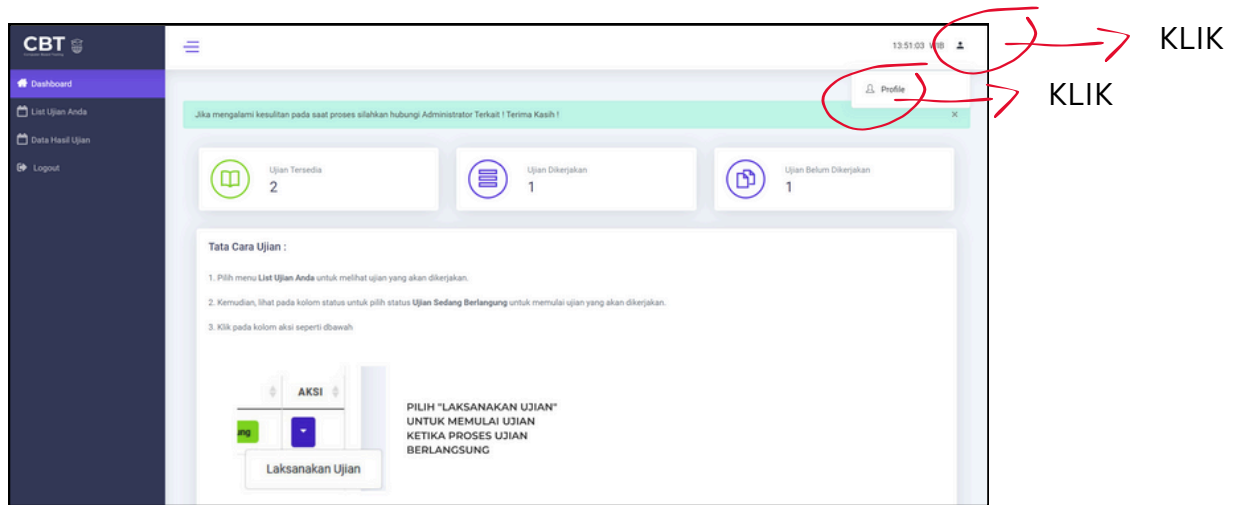 CBT
13:51:03 WIB
KLIK
Dashboard
Profile
KLIK
List Ujian Anda
Jika mengalami kesulitan pada saat proses silahkan hubungi Administrator Terkait ! Terima Kasih !
×
Data Hasil Ujian
Logout
Ujian Tersedia
2
Ujian Dikerjakan
1
Ujian Belum Dikerjakan
1
Tata Cara Ujian :
1. Pilih menu List Ujian Anda untuk melihat ujian yang akan dikerjakan.
2. Kemudian, lihat pada kolom status untuk pilih status Ujian Sedang Berlangung untuk memulai ujian yang akan dikerjakan.
3. Klik pada kolom aksi seperti dbawah
AKSI
ung
Laksanakan Ujian
PILIH "LAKSANAKAN UJIAN"
UNTUK MEMULAI UJIAN
KETIKA PROSES UJIAN
BERLANGSUNG